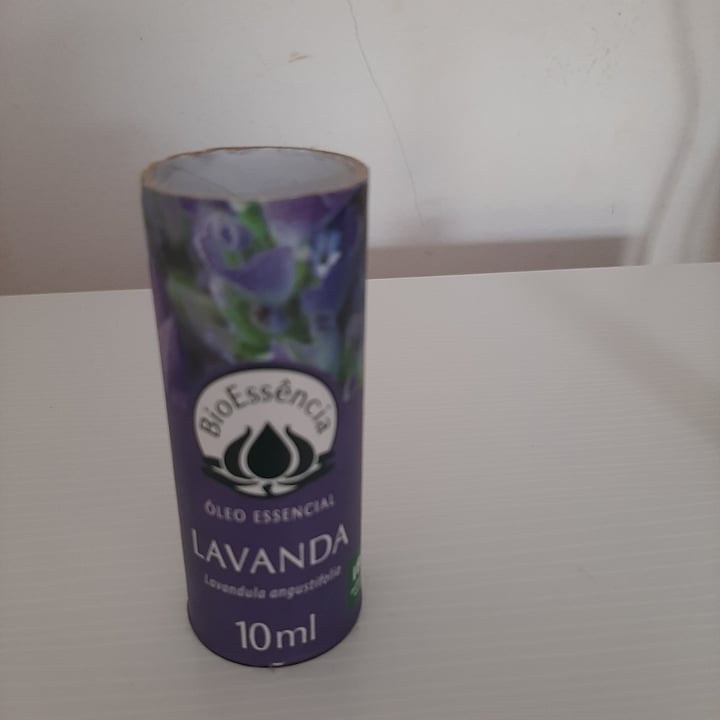 BioEssência
ÓLEO ESSENCIAL
LAVANDA
Lavandula angustifolia
10ml